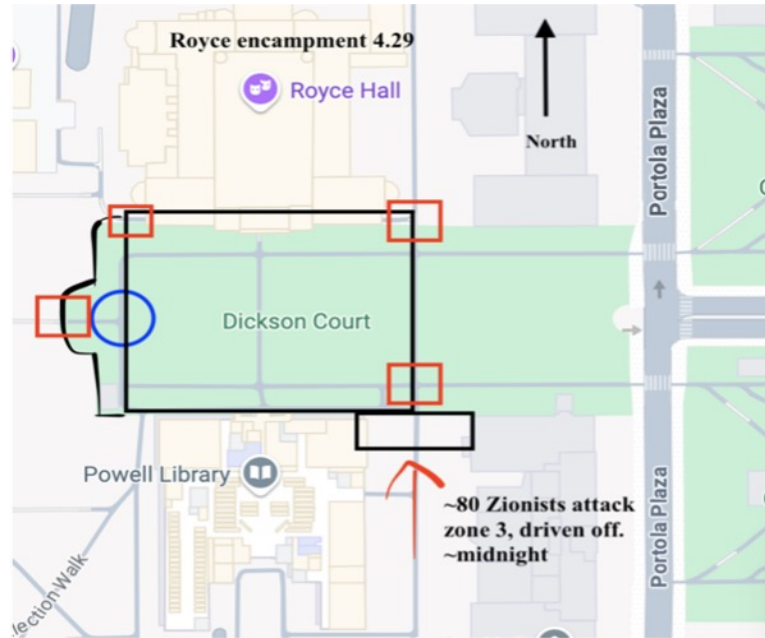 Royce encampment 4.29
Royce Hall
North
Portola Plaza
Dickson Court
Powell Library
~80 Zionists attack
zone 3, driven off.
~midnight
Portola Plaza
lection Walk